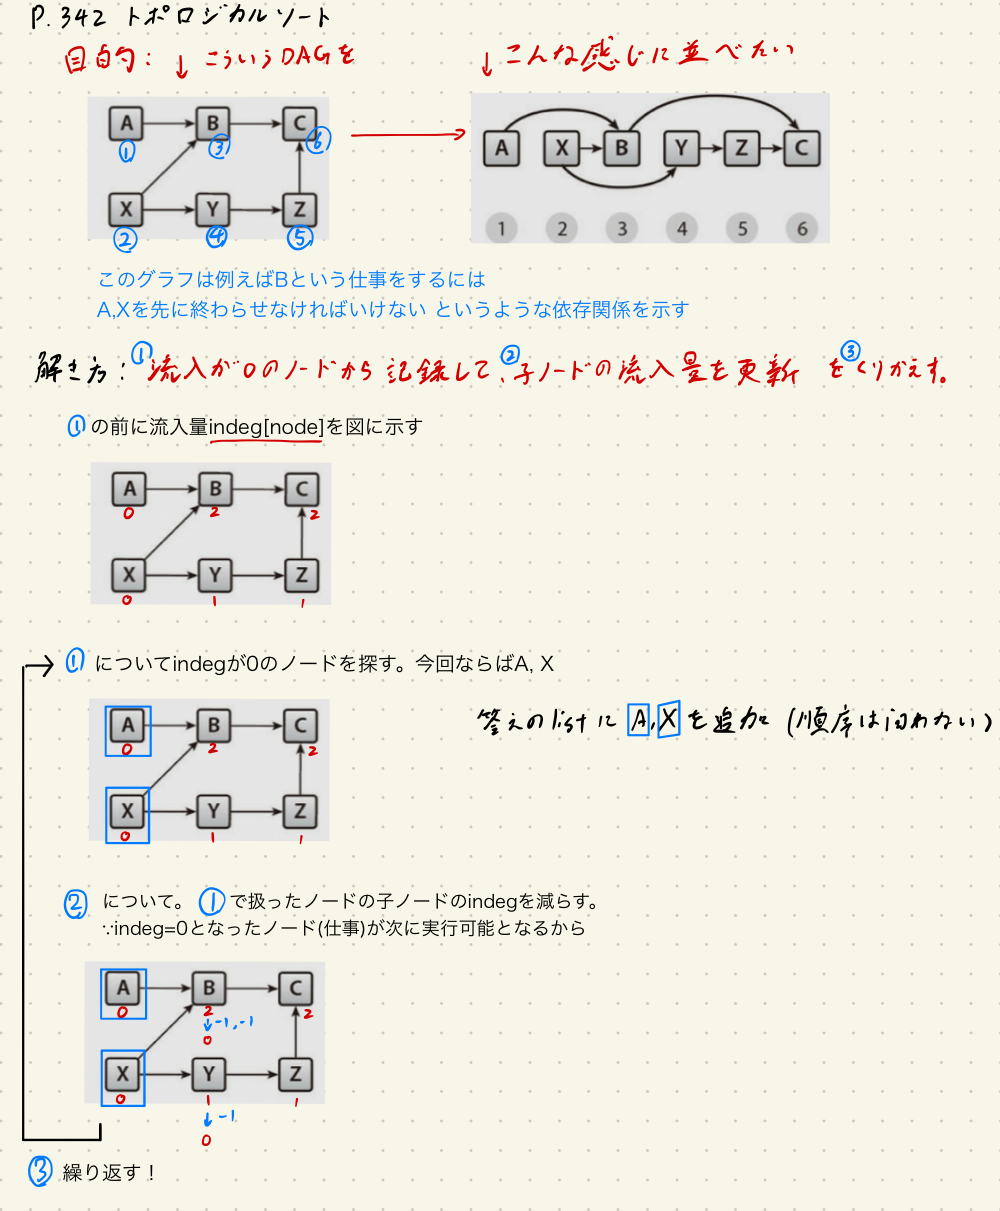 P.342 トポロジカルソート
目的: ↓こういうDAGを ↓こんな感じに並べたい
A B C
① ③ ⑥
X Y Z
② ④ ⑤
A X B Y Z C
1 2 3 4 5 6
このグラフは例えばBという仕事をするには
A,Xを先に終わらせなければいけない というような依存関係を示す
解き方: ①流入が0のノードから記録して、②子ノードの流入量を更新 ③をくりかえす。
①の前に流入量indeg[node]を図に示す
A B C
0 2 2
X Y Z
0 1 1
① についてindegが0のノードを探す。今回ならばA, X
A B C
0 2 2
X Y Z
0 1 1
答えのlistに A,X を追加 (順序は問わない)
② について。 ①で扱ったノードの子ノードのindegを減らす。
∵indeg=0となったノード(仕事)が次に実行可能となるから
A B C
0 2 2
↓-1,-1
0
X Y Z
0 1 1
↓-1
0
③ 繰り返す！